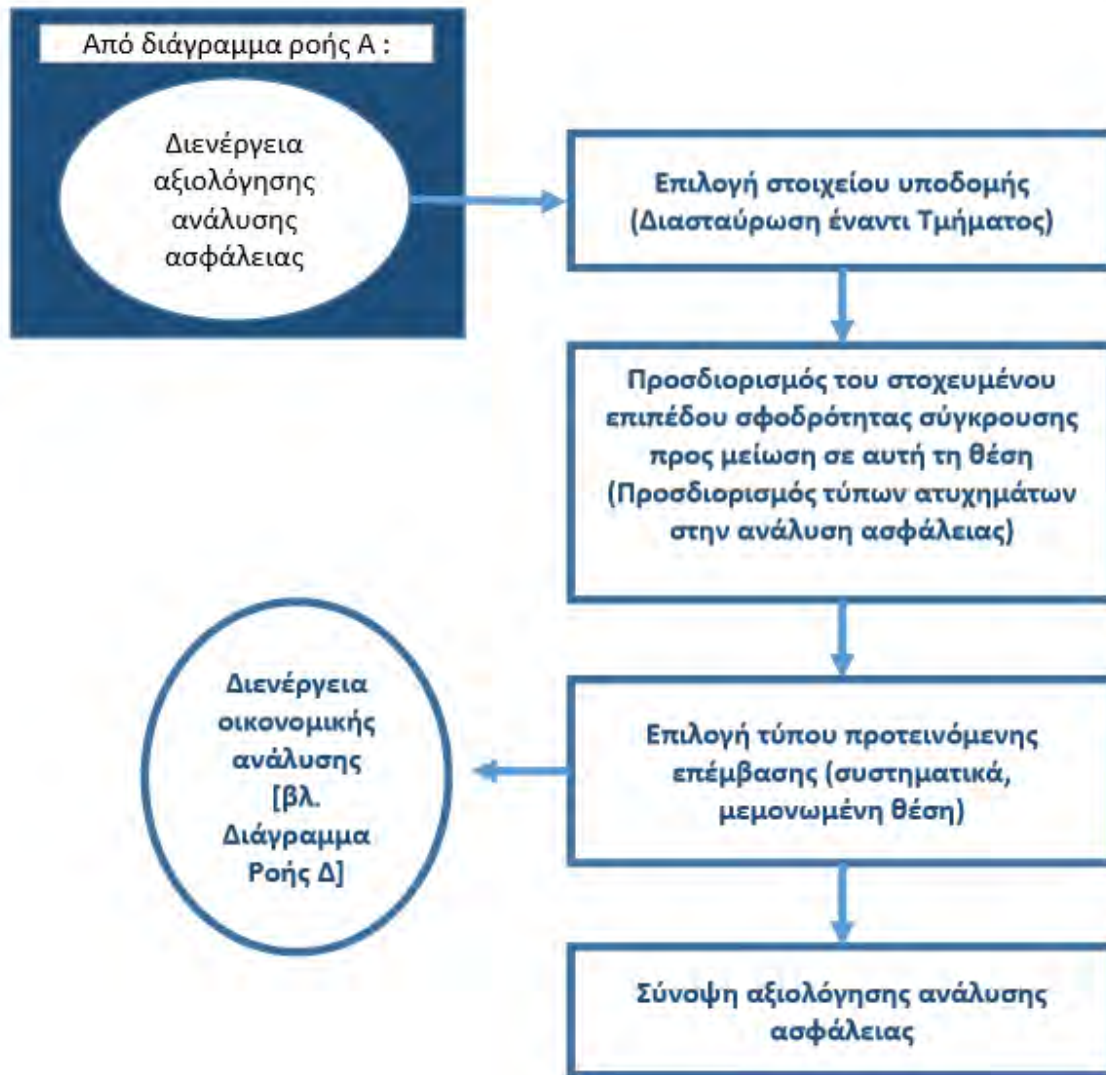 Από διάγραμμα ροής Α :
Διενέργεια
αξιολόγησης
ανάλυσης
ασφάλειας
Επιλογή στοιχείου υποδομής
(Διασταύρωση έναντι Τμήματος)
Προσδιορισμός του στοχευμένου
επιπέδου σφοδρότητας σύγκρουσης
προς μείωση σε αυτή τη θέση
(Προσδιορισμός τύπων ατυχημάτων
στην ανάλυση ασφάλειας)
Επιλογή τύπου προτεινόμενης
επέμβασης (συστηματικά,
μεμονωμένη θέση)
Διενέργεια
οικονομικής
ανάλυσης
[βλ.
Διάγραμμα
Ροής Δ]
Σύνοψη αξιολόγησης ανάλυσης
ασφάλειας